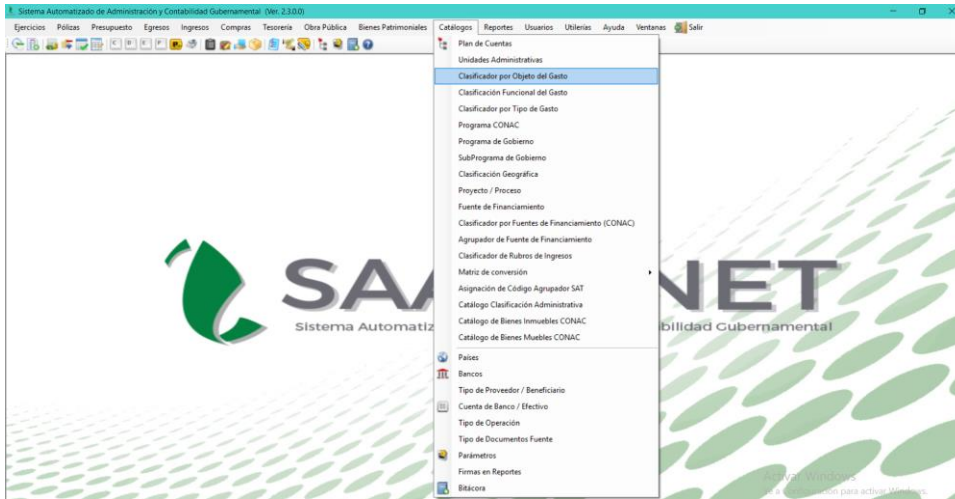 Sistema Automatizado de Administración y Contabilidad Gubernamental (Ver. 2.3.0.0)
Ejercicios Pólizas Presupuesto Egresos Ingresos Compras Tesorería Obra Pública Bienes Patrimoniales Catálogos Reportes Usuarios Utilerías Ayuda Ventanas Salir
Plan de Cuentas
Unidades Administrativas
Clasificador por Objeto del Gasto
Clasificación Funcional del Gasto
Clasificador por Tipo de Gasto
Programa CONAC
Programa de Gobierno
SubPrograma de Gobierno
Clasificación Geográfica
Proyecto / Proceso
Fuente de Financiamiento
Clasificador por Fuentes de Financiamiento (CONAC)
Agrupador de Fuente de Financiamiento
Clasificador de Rubros de Ingresos
Matriz de conversión
Asignación de Código Agrupador SAT
Catálogo Clasificación Administrativa
Catálogo de Bienes Inmuebles CONAC
Catálogo de Bienes Muebles CONAC
Países
Bancos
Tipo de Proveedor / Beneficiario
Cuenta de Banco / Efectivo
Tipo de Operación
Tipo de Documentos Fuente
Parámetros
Firmas en Reportes
Bitácora
SAA NET
Sistema Automatiz bilidad Gubernamental
Activar Windows
Ve a Configuración para activar Windows.